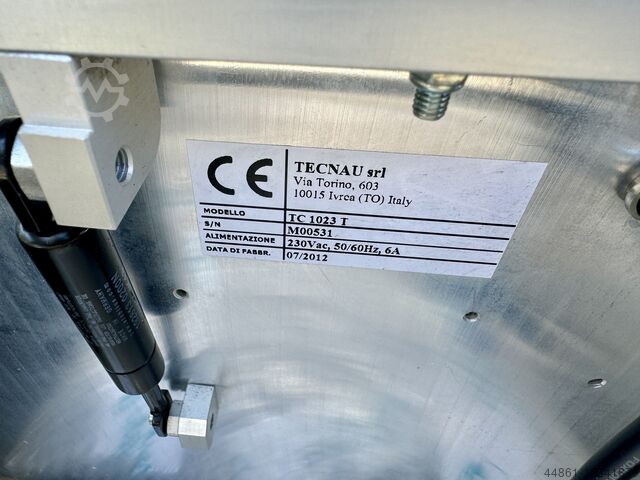 CE
TECNAU srl
Via Torino, 603
10015 Ivrea (TO) Italy
MODELLO TC 1023 T
S/N M00531
ALIMENTAZIONE 230Vac, 50/60Hz, 6A
DATA DI FABBR. 07/2012
GERMANY